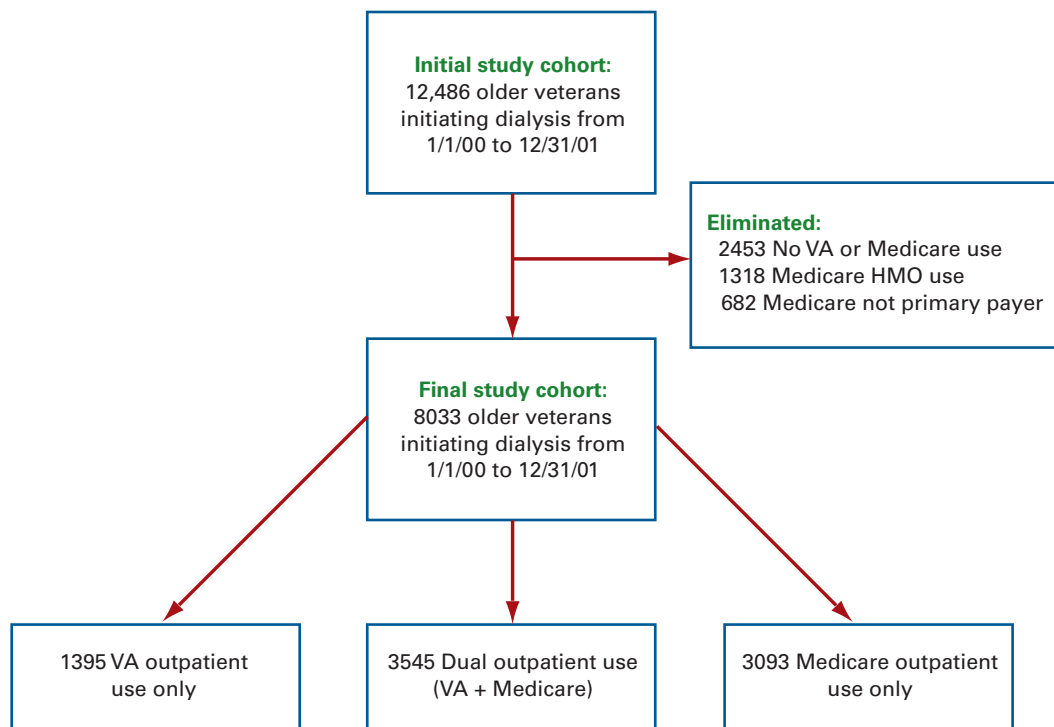 Initial study cohort:
12,486 older veterans
initiating dialysis from
1/1/00 to 12/31/01
Eliminated:
2453 No VA or Medicare use
1318 Medicare HMO use
682 Medicare not primary payer
Final study cohort:
8033 older veterans
initiating dialysis from
1/1/00 to 12/31/01
1395 VA outpatient
use only
3545 Dual outpatient use
(VA + Medicare)
3093 Medicare outpatient
use only